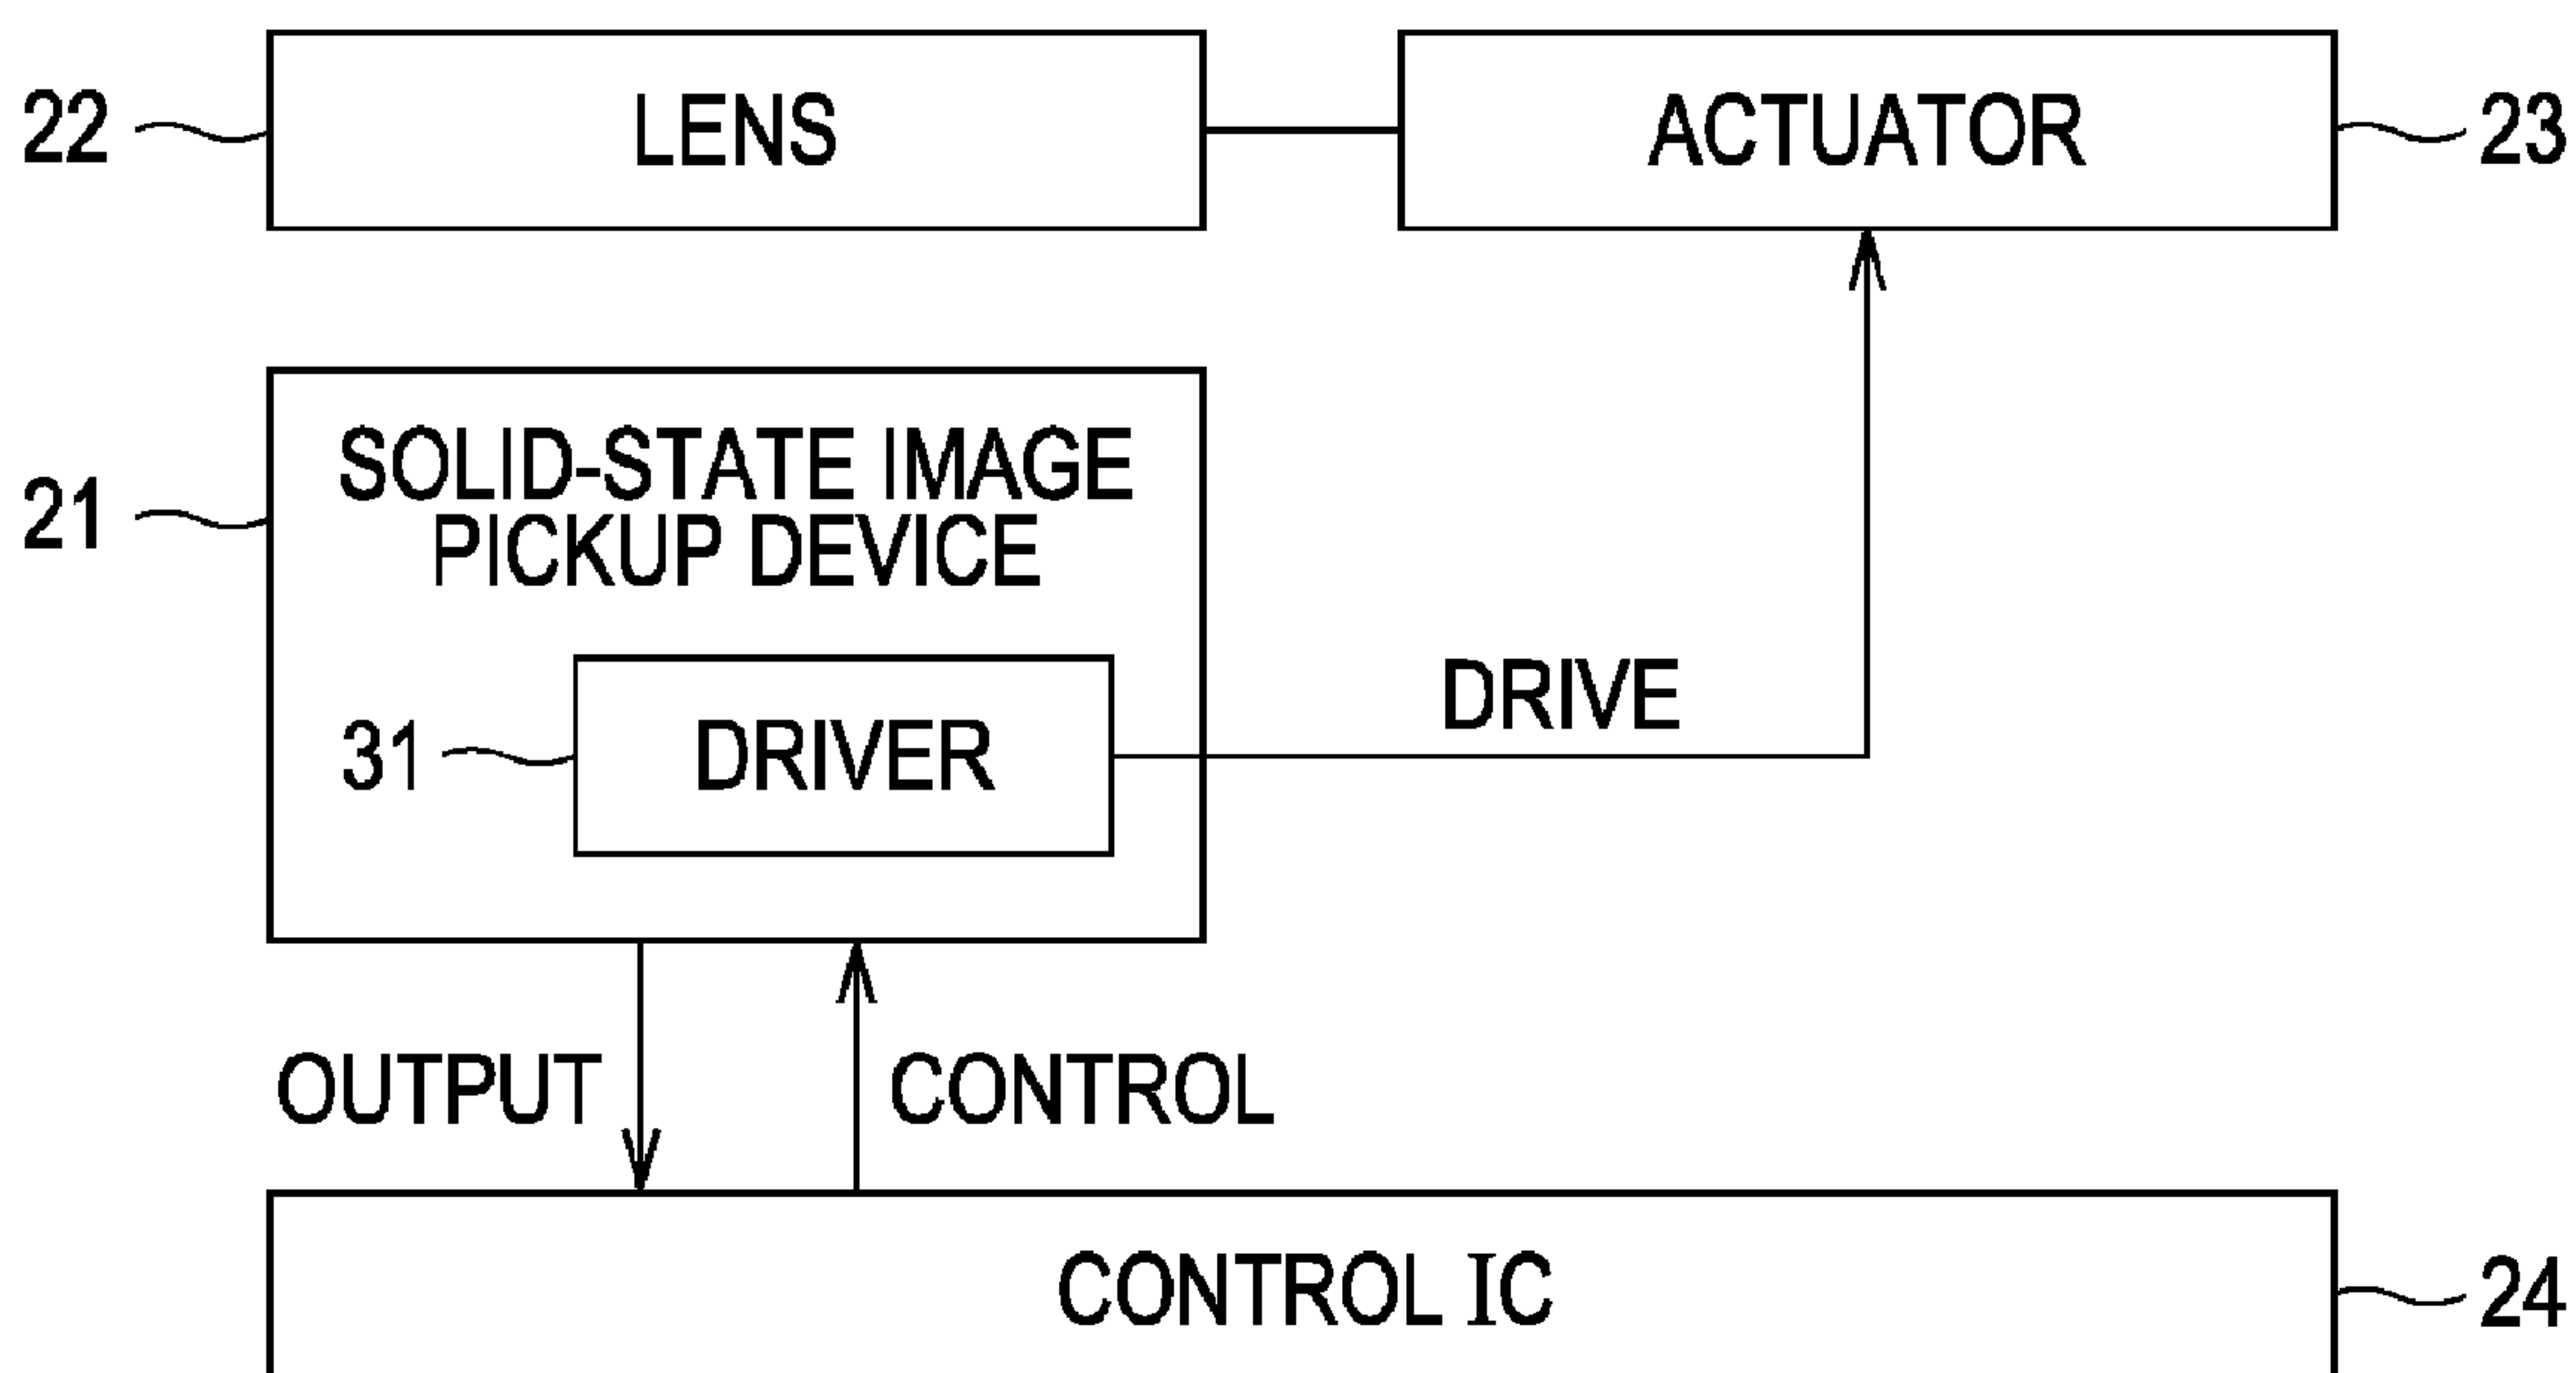 22
LENS
ACTUATOR
23
21
SOLID-STATE IMAGE
PICKUP DEVICE
31
DRIVER
DRIVE
OUTPUT
CONTROL
CONTROL IC
24